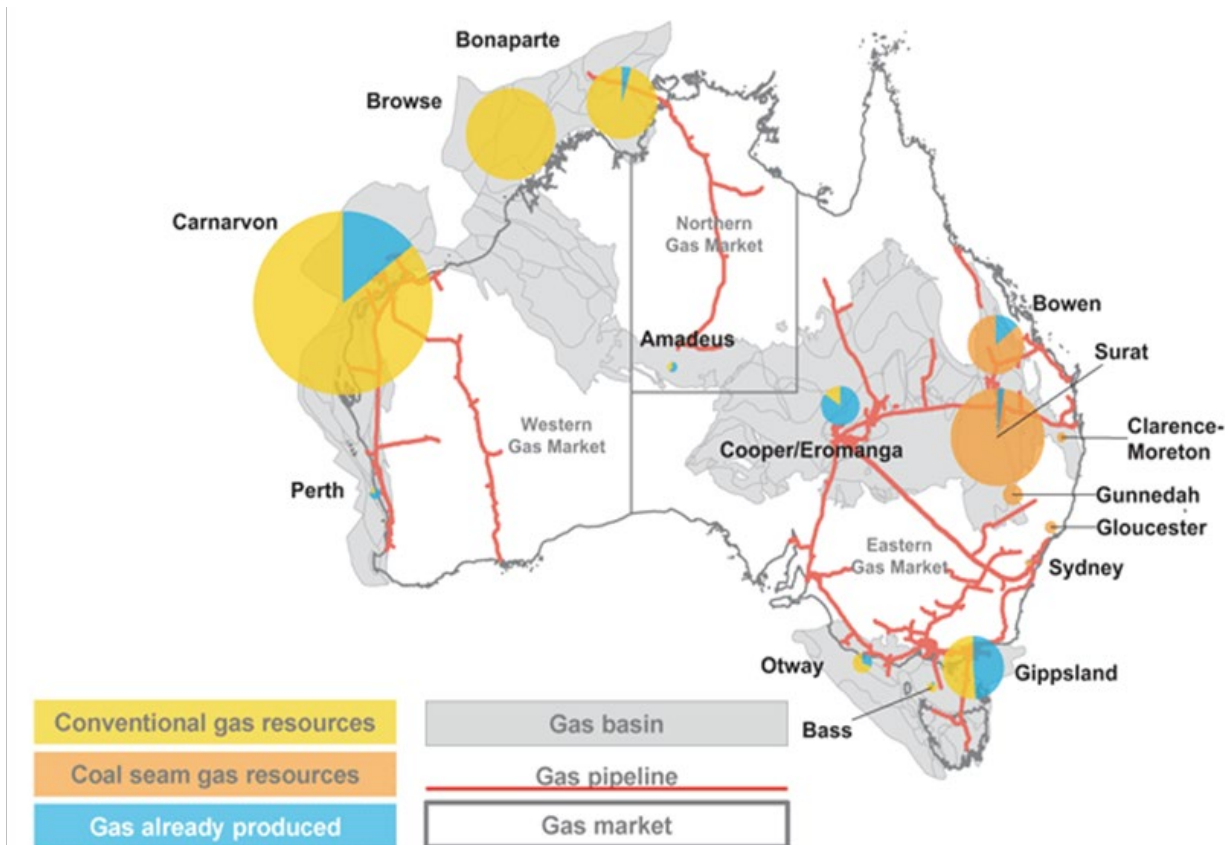 Bonaparte
Browse
Carnarvon
Northern
Gas Market
Bowen
Amadeus
Surat
Western
Gas Market
Cooper/Eromanga
Clarence-
Moreton
Perth
Gunnedah
Gloucester
Eastern
Gas Market
Sydney
Otway
Gippsland
Bass
Conventional gas resources
Gas basin
Coal seam gas resources
Gas pipeline
Gas already produced
Gas market